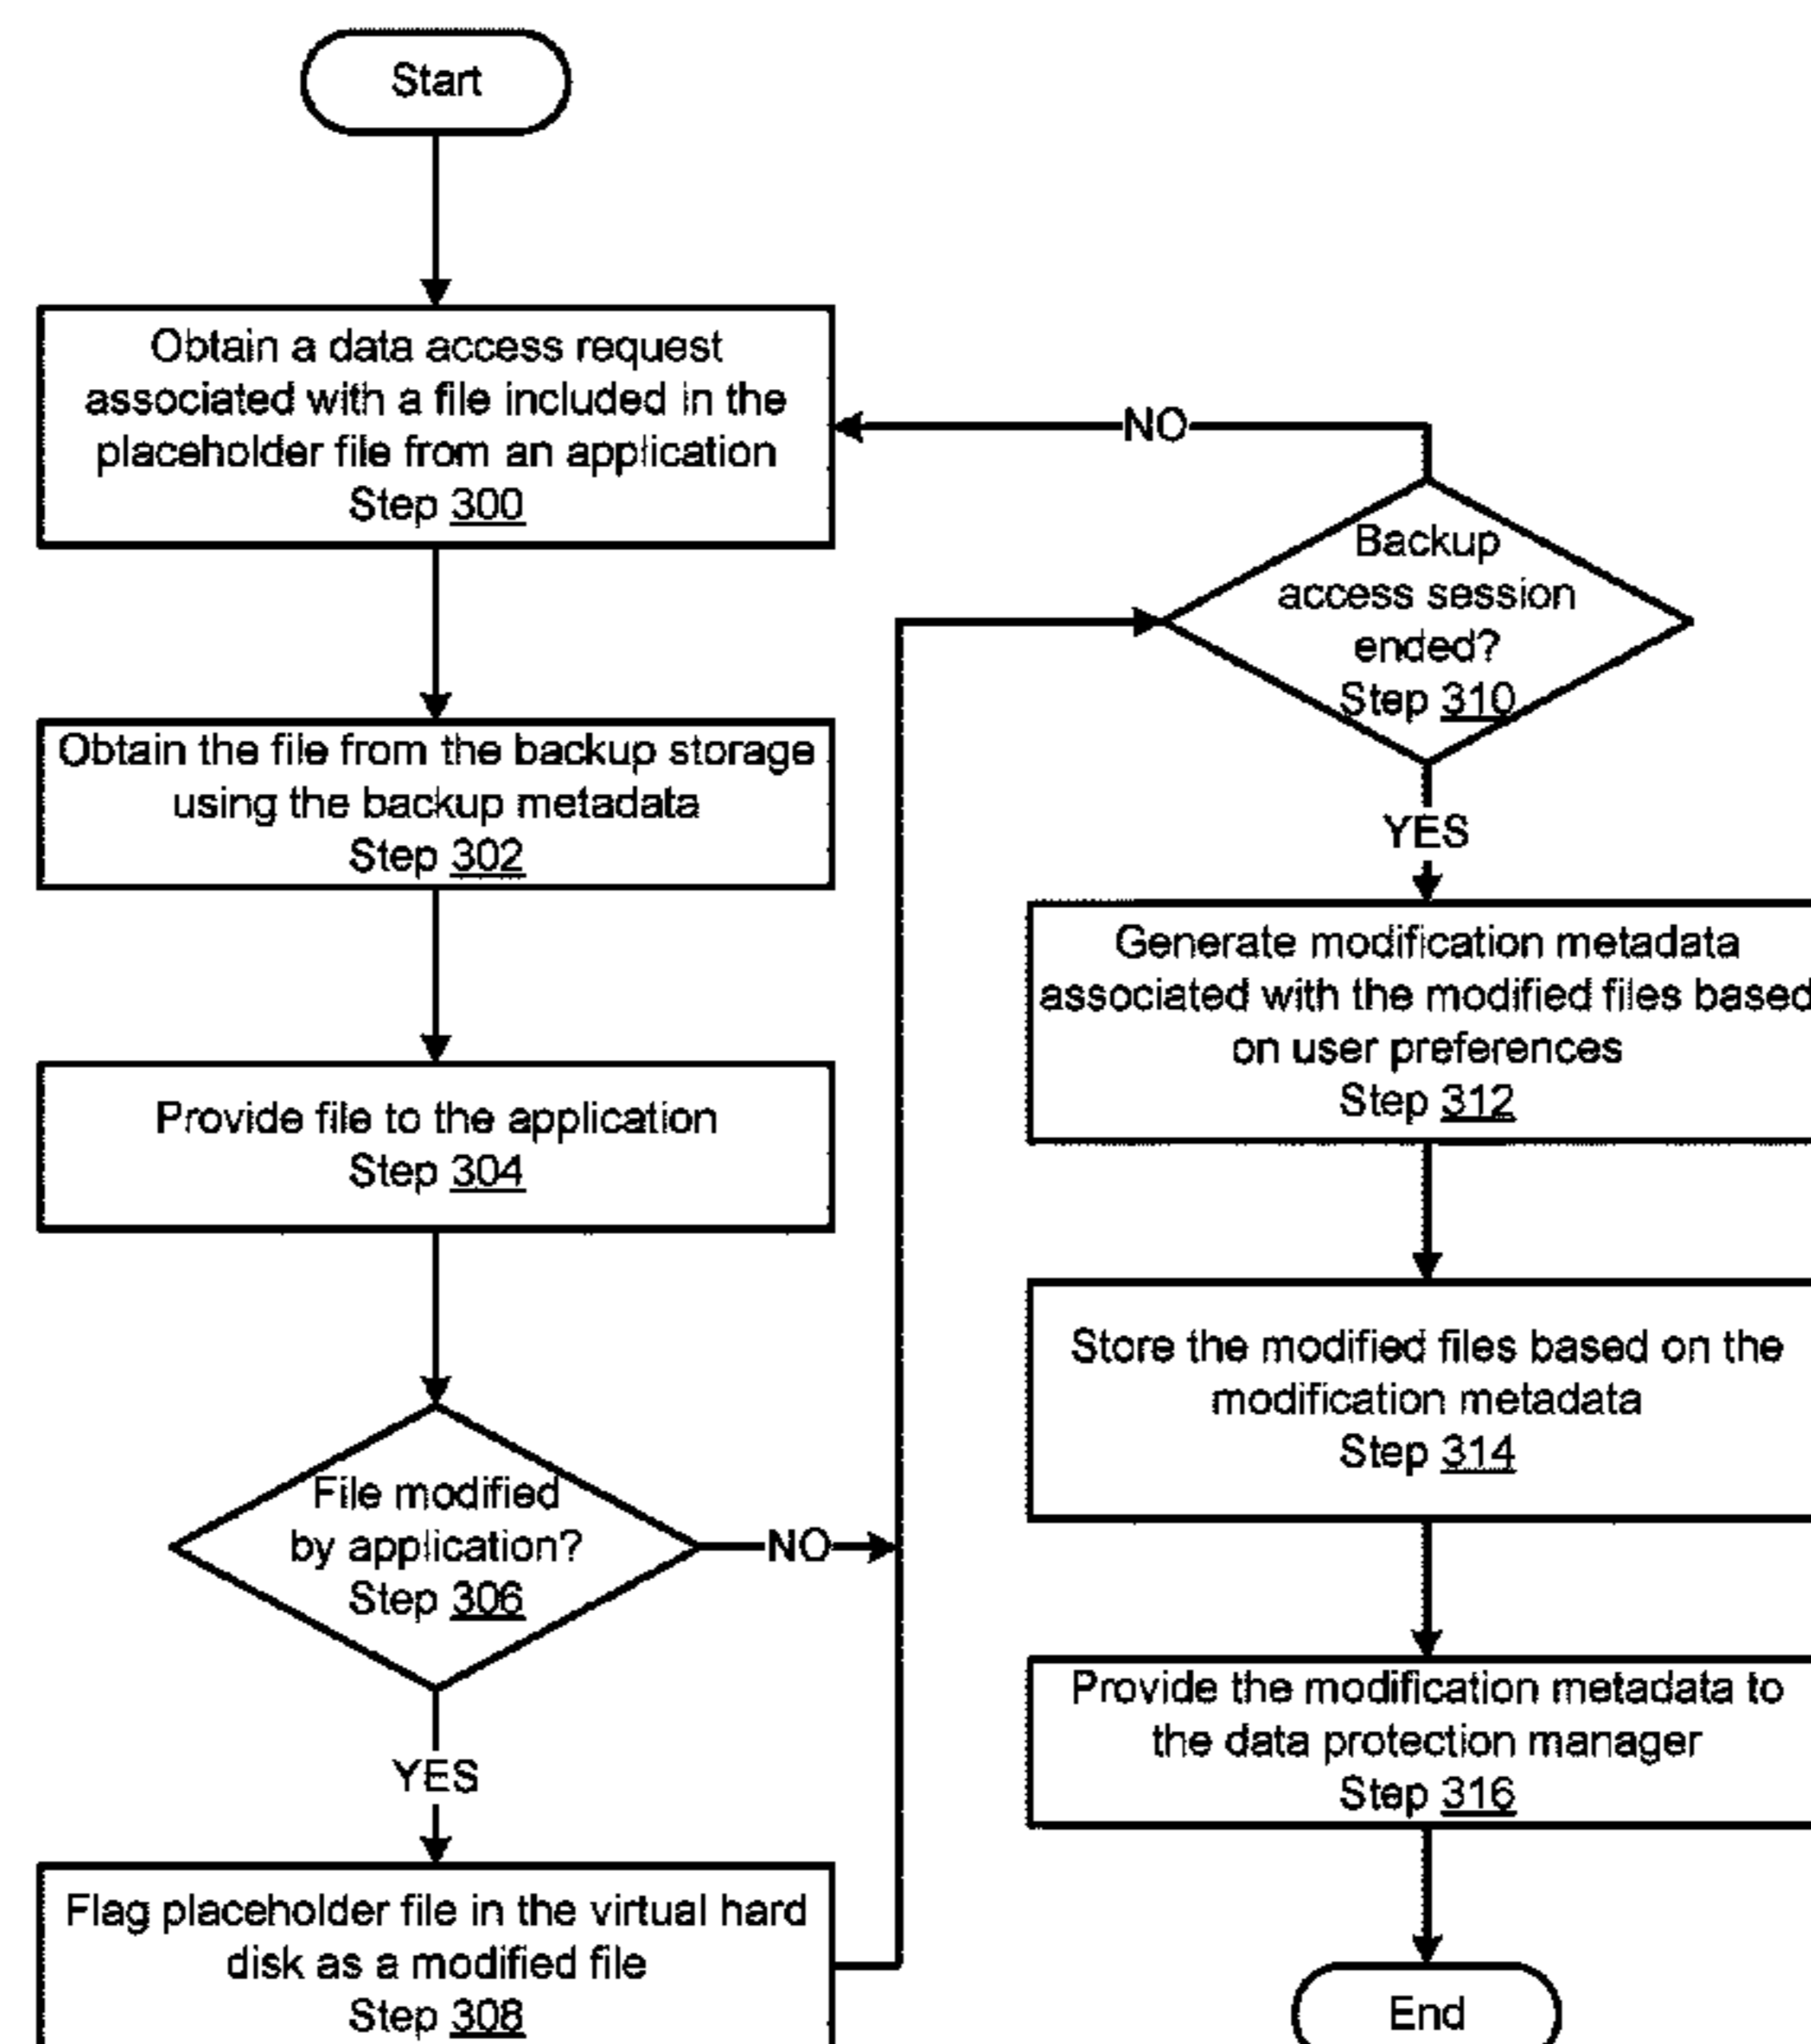 Start
Obtain a data access request
associated with a file included in the
placeholder file from an application
Step 300
Obtain the file from the backup storage
using the backup metadata
Step 302
Provide file to the application
Step 304
File modified
by application?
Step 306
NO
YES
Flag placeholder file in the virtual hard
disk as a modified file
Step 308
NO
Backup
access session
ended?
Step 310
YES
Generate modification metadata
associated with the modified files based
on user preferences
Step 312
Store the modified files based on the
modification metadata
Step 314
Provide the modification metadata to
the data protection manager
Step 316
End